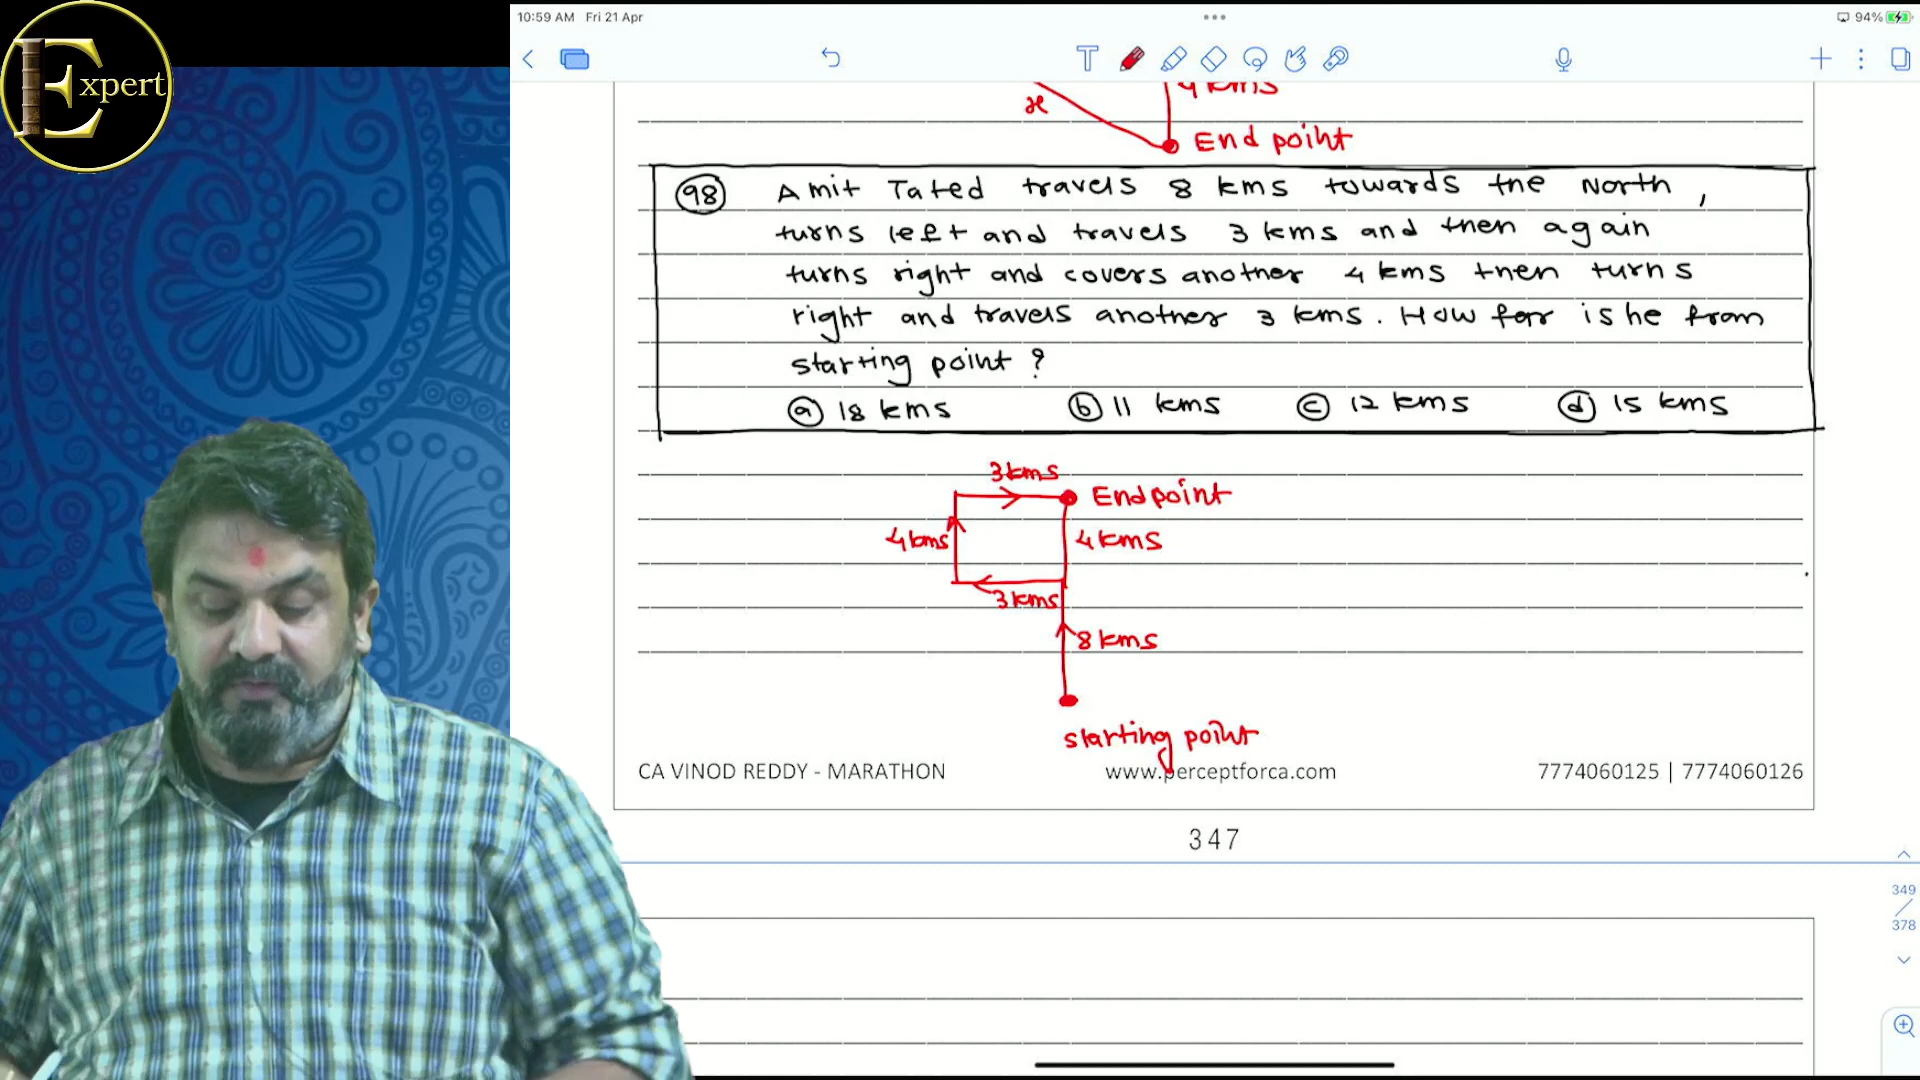 10:59 AM Fri 21 Apr
94%
Expert
T
4 kms
x
End point
98 Amit Tated travels 8 kms towards the North,
turns left and travels 3 kms and then again
turns right and covers another 4 kms then turns
right and travels another 3 kms. How far is he from
starting point?
a 18 kms b 11 kms c 12 kms d 15 kms
3kms
Endpoint
4kms 4kms
3kms
8kms
starting point
CA VINOD REDDY - MARATHON www.perceptforca.com 7774060125 | 7774060126
347
349
378